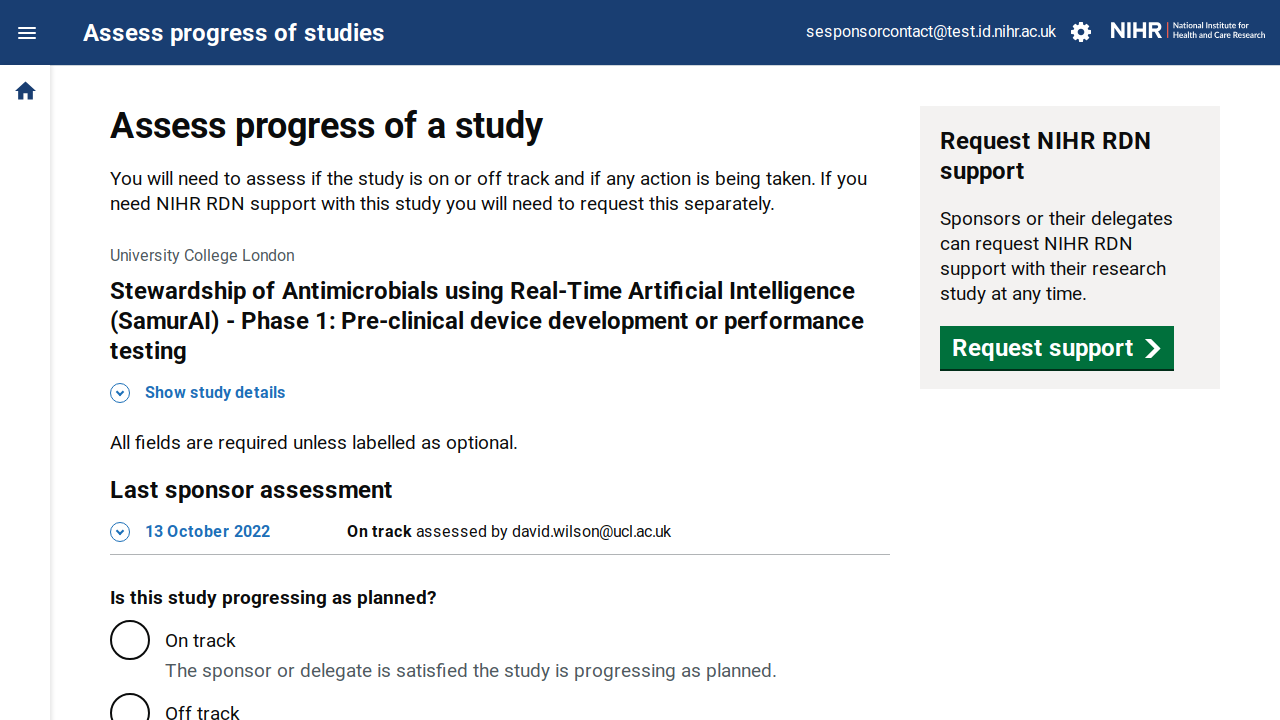 Assess progress of studies
sesponsorcontact@test.id.nihr.ac.uk
NIHR
National Institute for
Health and Care Research
Assess progress of a study
You will need to assess if the study is on or off track and if any action is being taken. If you
need NIHR RDN support with this study you will need to request this separately.
University College London
Stewardship of Antimicrobials using Real-Time Artificial Intelligence
(SamurAI) - Phase 1: Pre-clinical device development or performance
testing
Show study details
All fields are required unless labelled as optional.
Last sponsor assessment
13 October 2022
On track assessed by david.wilson@ucl.ac.uk
Is this study progressing as planned?
On track
The sponsor or delegate is satisfied the study is progressing as planned.
Off track
Request NIHR RDN
support
Sponsors or their delegates
can request NIHR RDN
support with their research
study at any time.
Request support